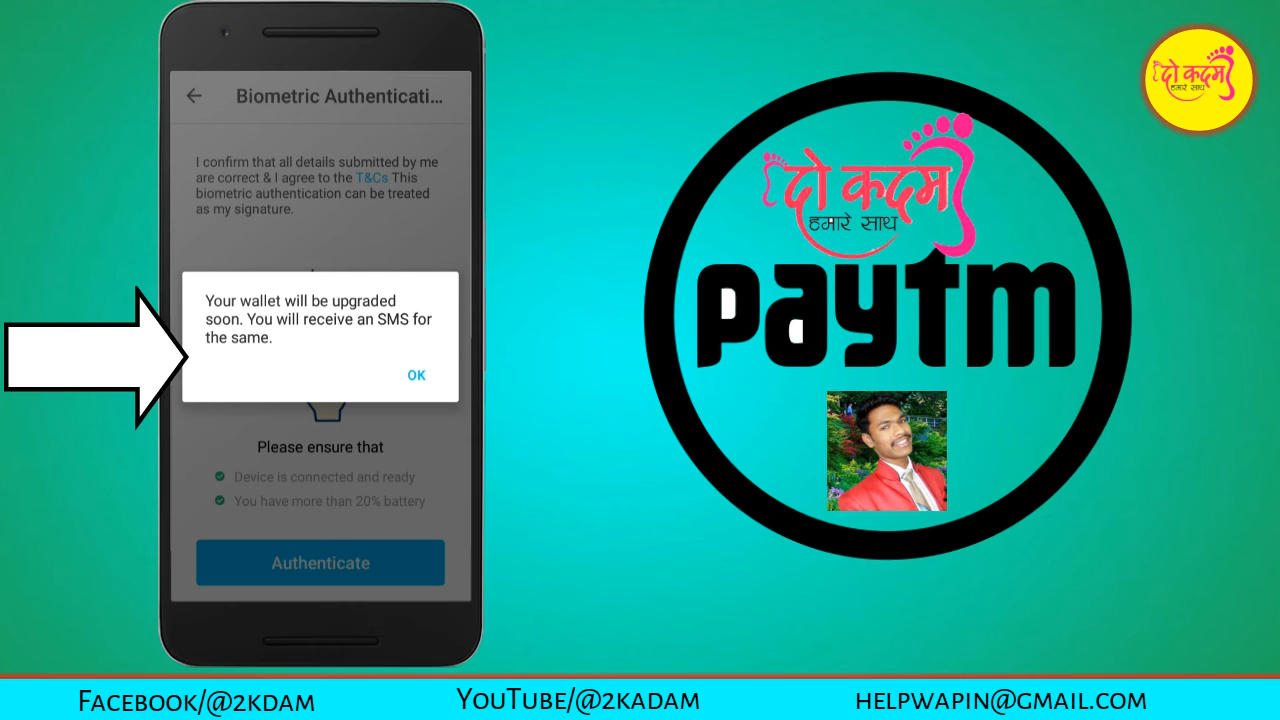 Biometric Authenticati...
I confirm that all details submitted by me
are correct & I agree to the T&Cs This
biometric authentication can be treated
as my signature.
Your wallet will be upgraded
soon. You will receive an SMS for
the same.
OK
Please ensure that
Device is connected and ready
You have more than 20% battery
Authenticate
दो कदम
हमारे साथ
paytm
दो कदम
हमारे साथ
FACEBOOK/@2KDAM
YOUTUBE/@2KADAM
HELPWAPIN@GMAIL.COM